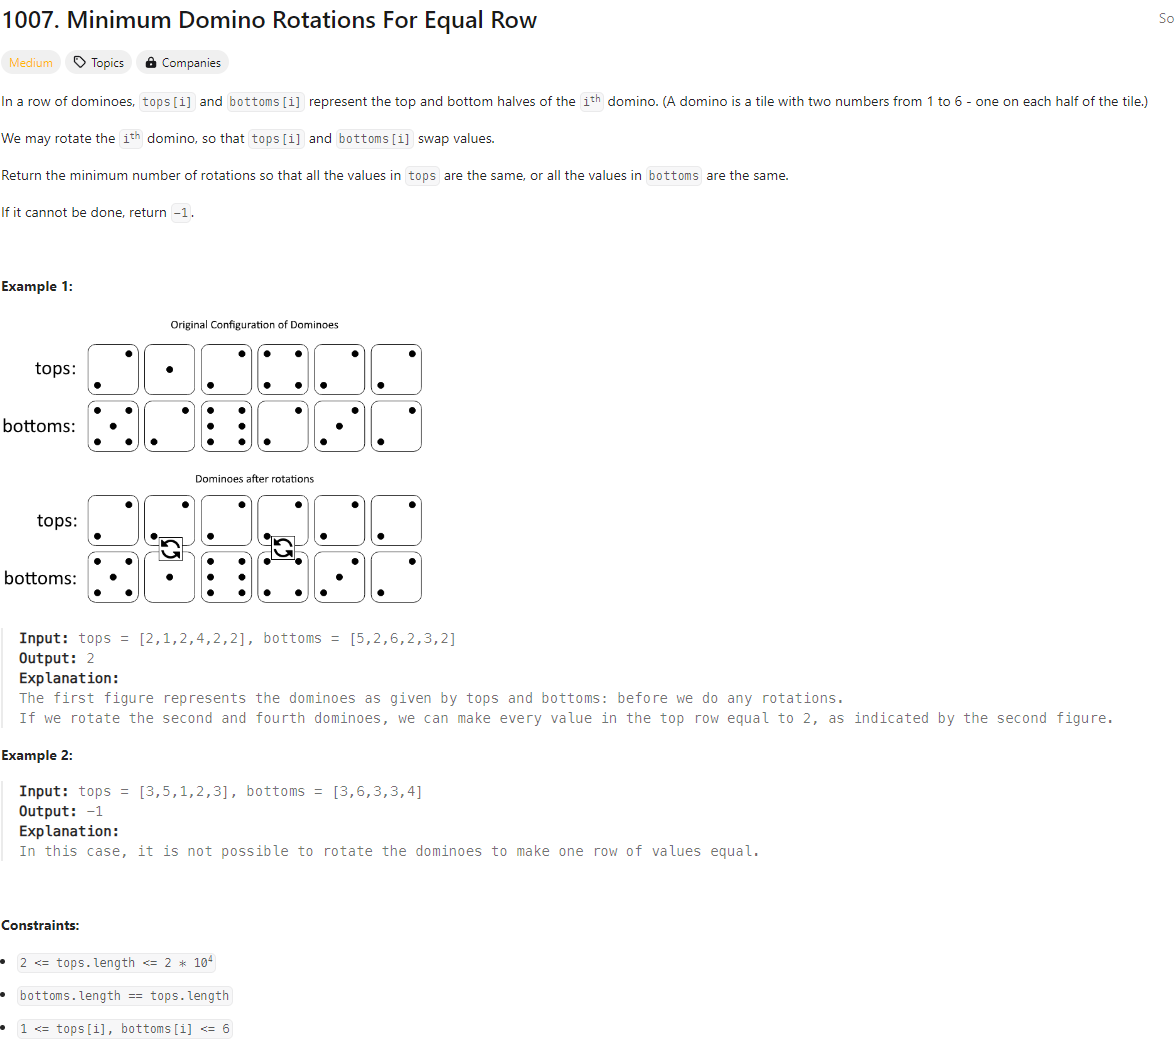 1007. Minimum Domino Rotations For Equal Row
So
Medium Topics Companies
In a row of dominoes, tops[i] and bottoms[i] represent the top and bottom halves of the ith domino. (A domino is a tile with two numbers from 1 to 6 - one on each half of the tile.)
We may rotate the ith domino, so that tops[i] and bottoms[i] swap values.
Return the minimum number of rotations so that all the values in tops are the same, or all the values in bottoms are the same.
If it cannot be done, return -1.
Example 1:
Original Configuration of Dominoes
tops:
bottoms:
Dominoes after rotations
tops:
bottoms:
Input: tops = [2,1,2,4,2,2], bottoms = [5,2,6,2,3,2]
Output: 2
Explanation:
The first figure represents the dominoes as given by tops and bottoms: before we do any rotations.
If we rotate the second and fourth dominoes, we can make every value in the top row equal to 2, as indicated by the second figure.
Example 2:
Input: tops = [3,5,1,2,3], bottoms = [3,6,3,3,4]
Output: -1
Explanation:
In this case, it is not possible to rotate the dominoes to make one row of values equal.
Constraints:
• 2 <= tops.length <= 2 * 10⁴
• bottoms.length == tops.length
• 1 <= tops[i], bottoms[i] <= 6